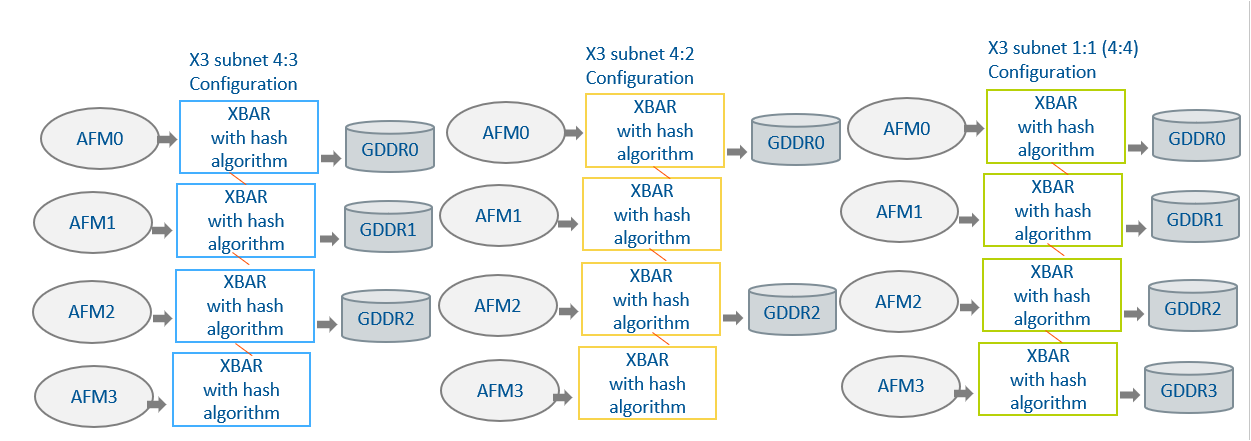 X3 subnet 4:3
Configuration
AFM0
XBAR
with hash
algorithm
GDDR0
AFM1
XBAR
with hash
algorithm
GDDR1
AFM2
XBAR
with hash
algorithm
GDDR2
AFM3
XBAR
with hash
algorithm
X3 subnet 4:2
Configuration
AFM0
XBAR
with hash
algorithm
GDDR0
AFM1
XBAR
with hash
algorithm
AFM2
XBAR
with hash
algorithm
GDDR2
AFM3
XBAR
with hash
algorithm
X3 subnet 1:1 (4:4)
Configuration
AFM0
XBAR
with hash
algorithm
GDDR0
AFM1
XBAR
with hash
algorithm
GDDR1
AFM2
XBAR
with hash
algorithm
GDDR2
AFM3
XBAR
with hash
algorithm
GDDR3